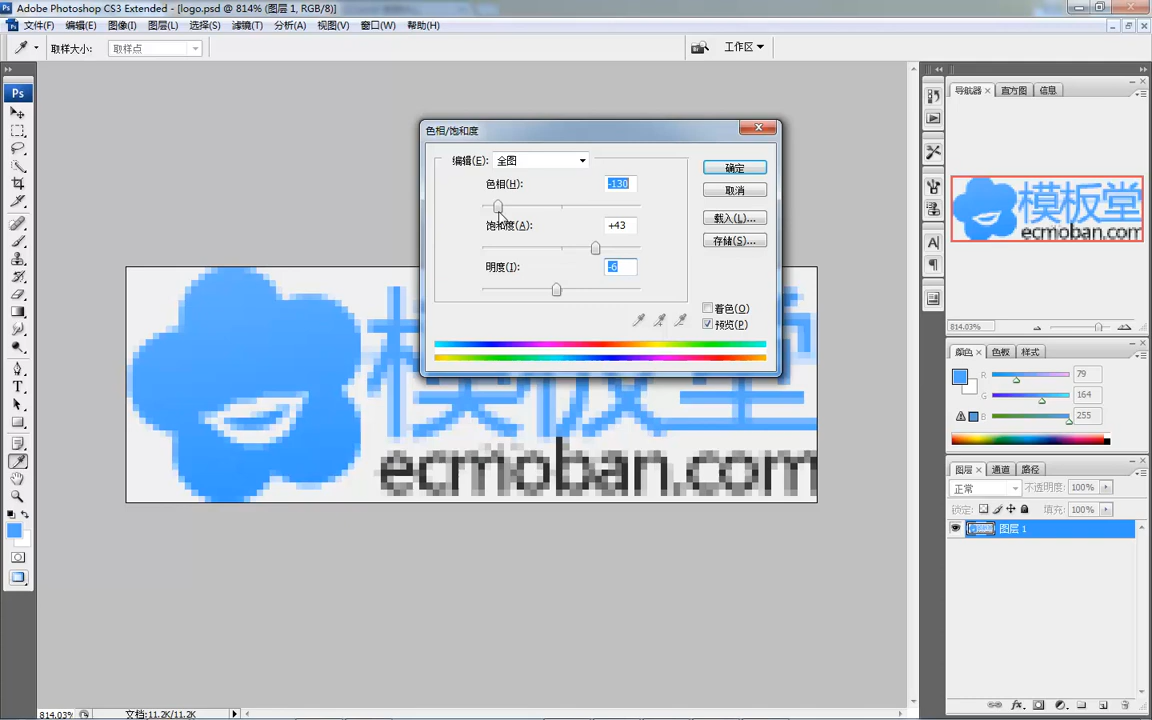 Adobe Photoshop CS3 Extended - [logo.psd @ 814% (图层 1, RGB/8)]
文件(F) 编辑(E) 图像(I) 图层(L) 选择(S) 滤镜(T) 分析(A) 视图(V) 窗口(W) 帮助(H)
取样大小: 取样点 工作区
Ps
导航器 直方图 信息
模板堂
ecmoban.com
814.03%
色相/饱和度
编辑(E): 全图
色相(H): -130
饱和度(A): +43
明度(I): -6
确定
取消
载入(L)...
存储(S)...
着色(O)
预览(P)
ecmoban.com
颜色 色板 样式
R 79
G 164
B 255
图层 通道 路径
正常 不透明度: 100%
锁定: 填充: 100%
图层 1
814.03% 文档:11.2K/11.2K